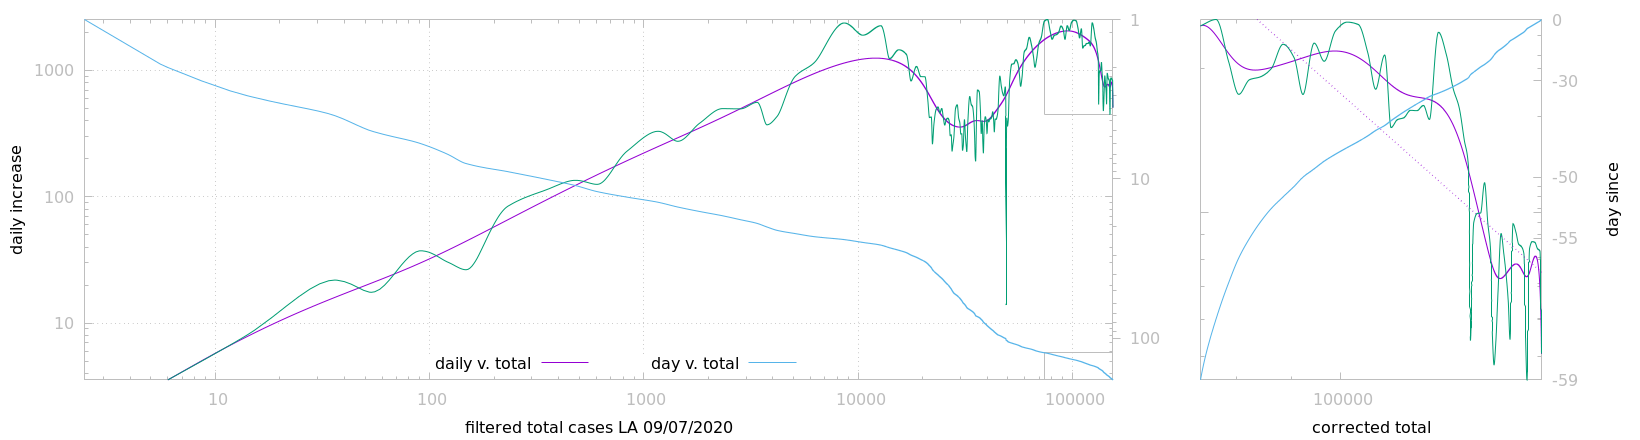 1000
100
10
daily increase
10
100
1000
10000
100000
filtered total cases LA 09/07/2020
daily v. total
day v. total
1
10
100
100000
corrected total
0
-30
-50
-55
-59
day since